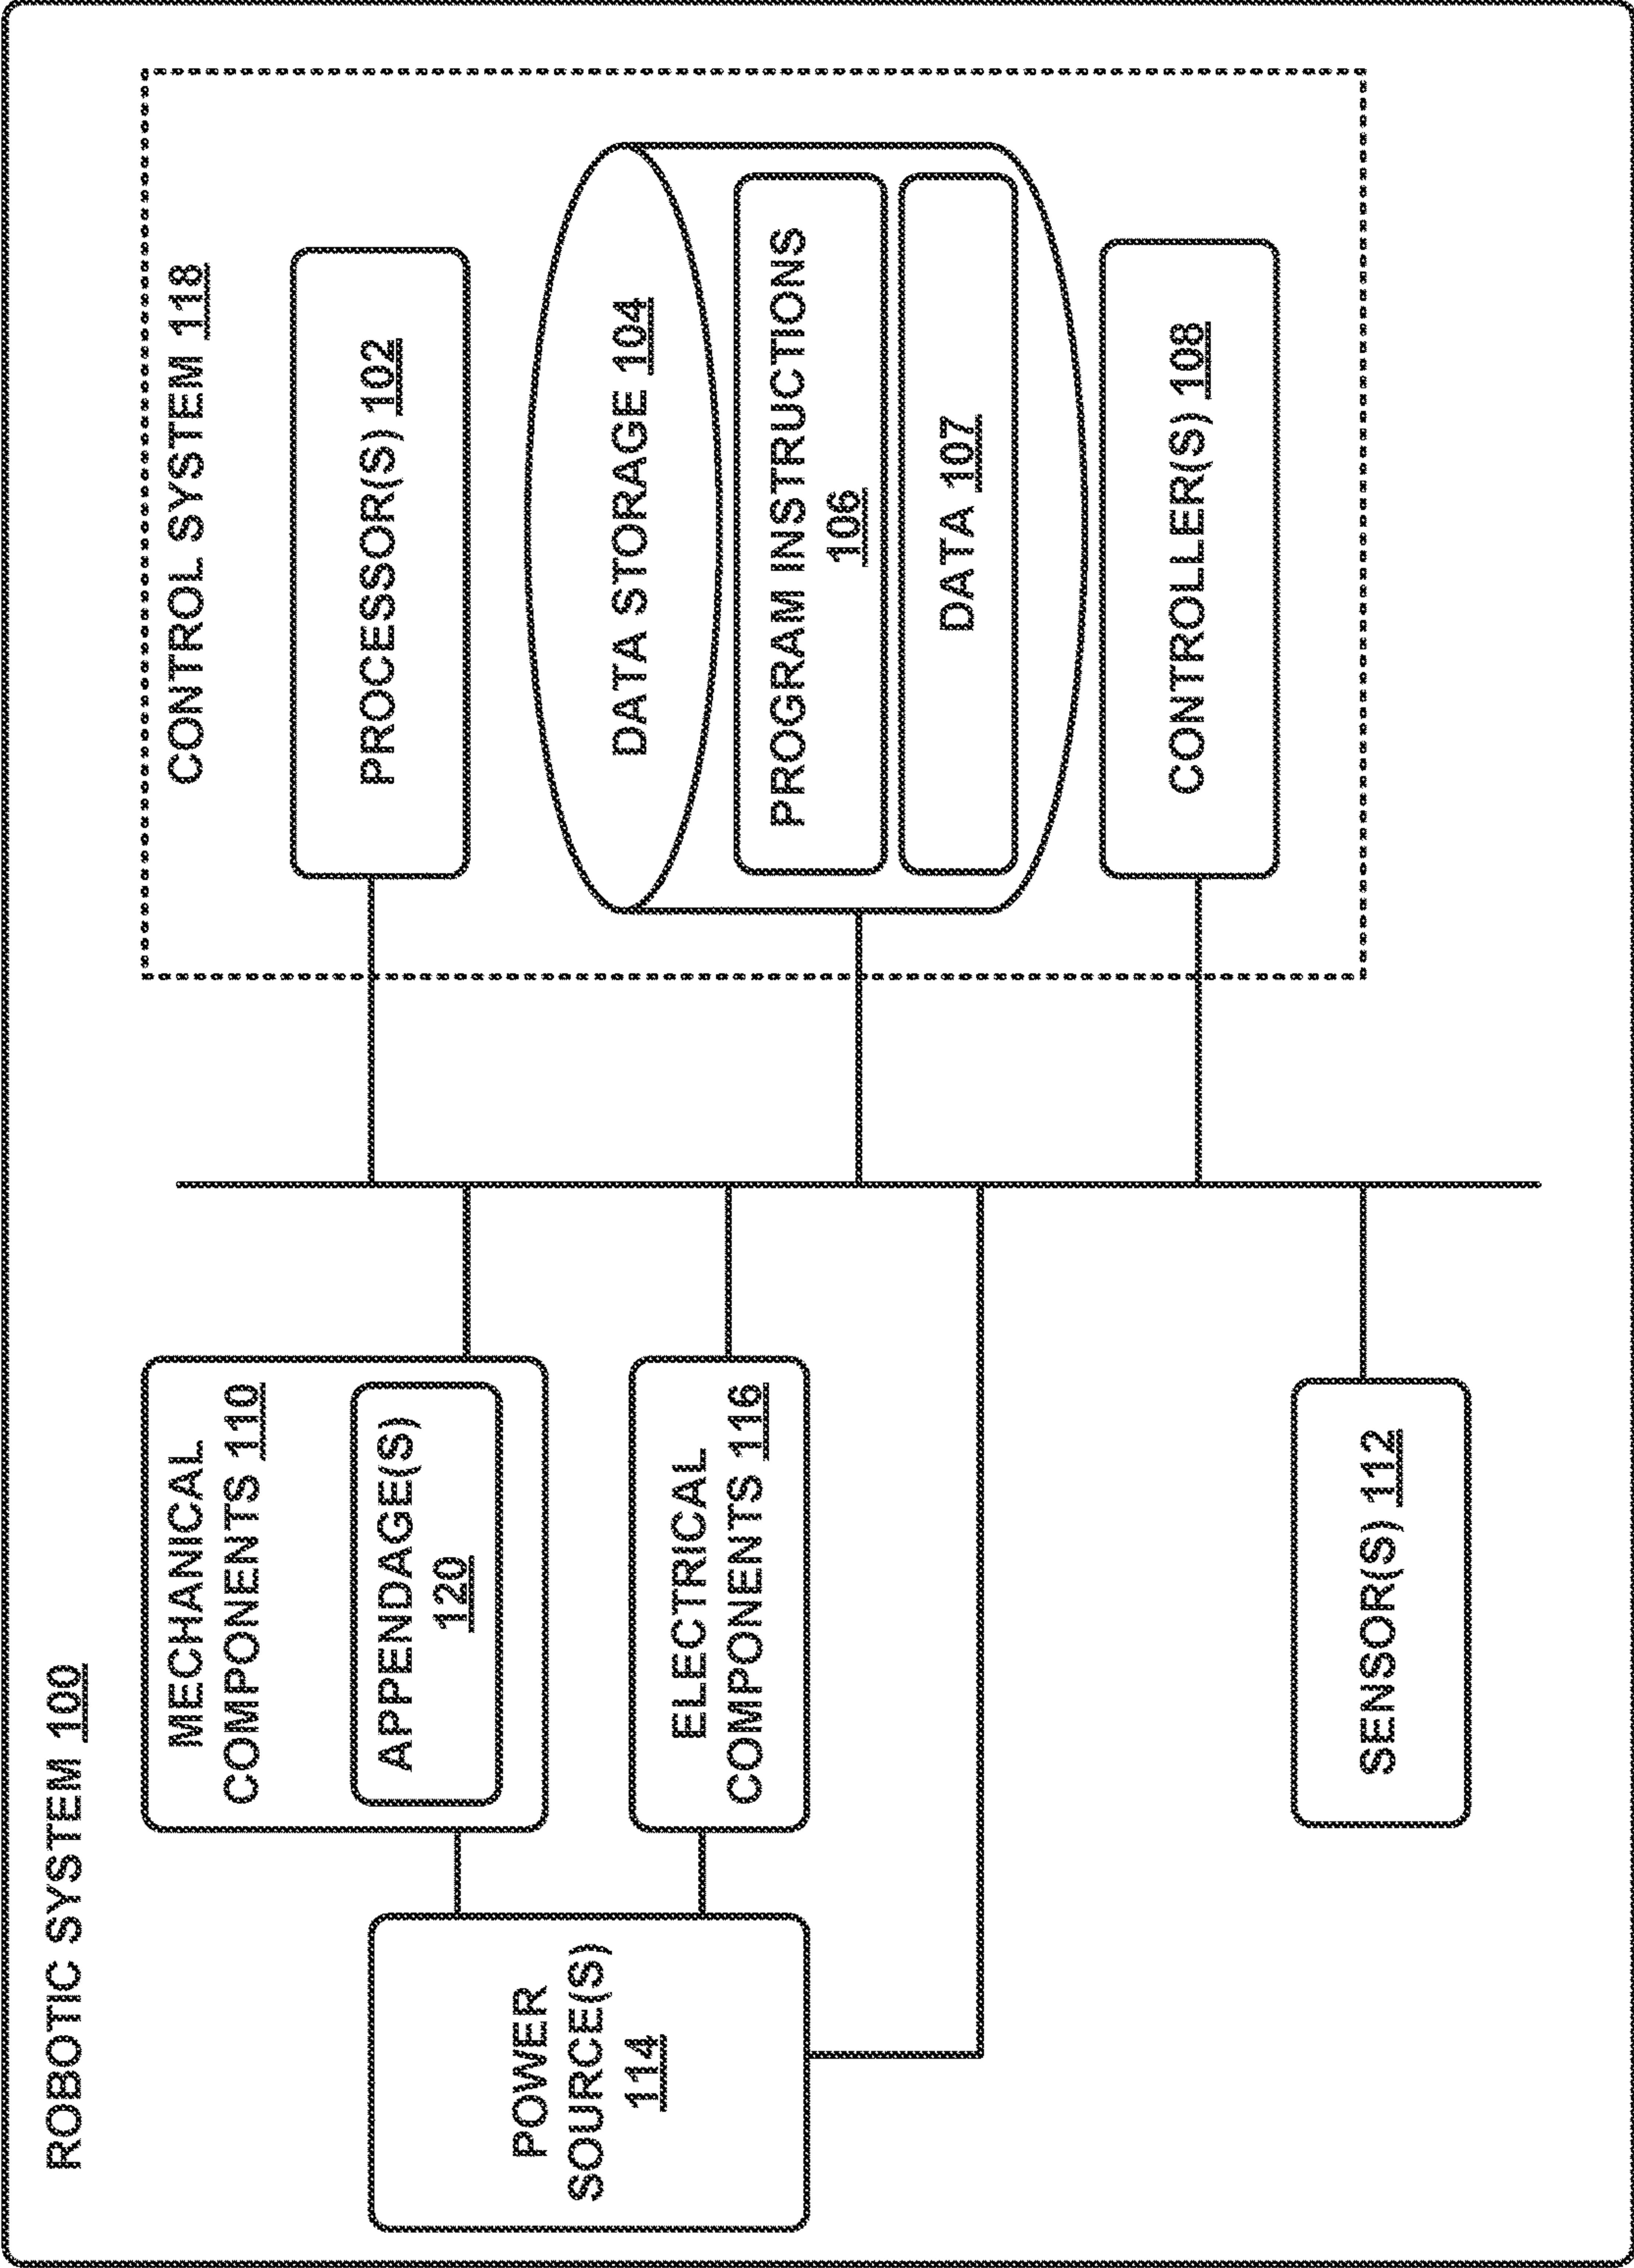 ROBOTIC SYSTEM 100
MECHANICAL
COMPONENTS 110
APPENDAGE(S)
120
POWER
SOURCE(S)
114
ELECTRICAL
COMPONENTS 116
SENSOR(S) 112
CONTROL SYSTEM 118
PROCESSOR(S) 102
DATA STORAGE 104
PROGRAM INSTRUCTIONS
106
DATA 107
CONTROLLER(S) 108